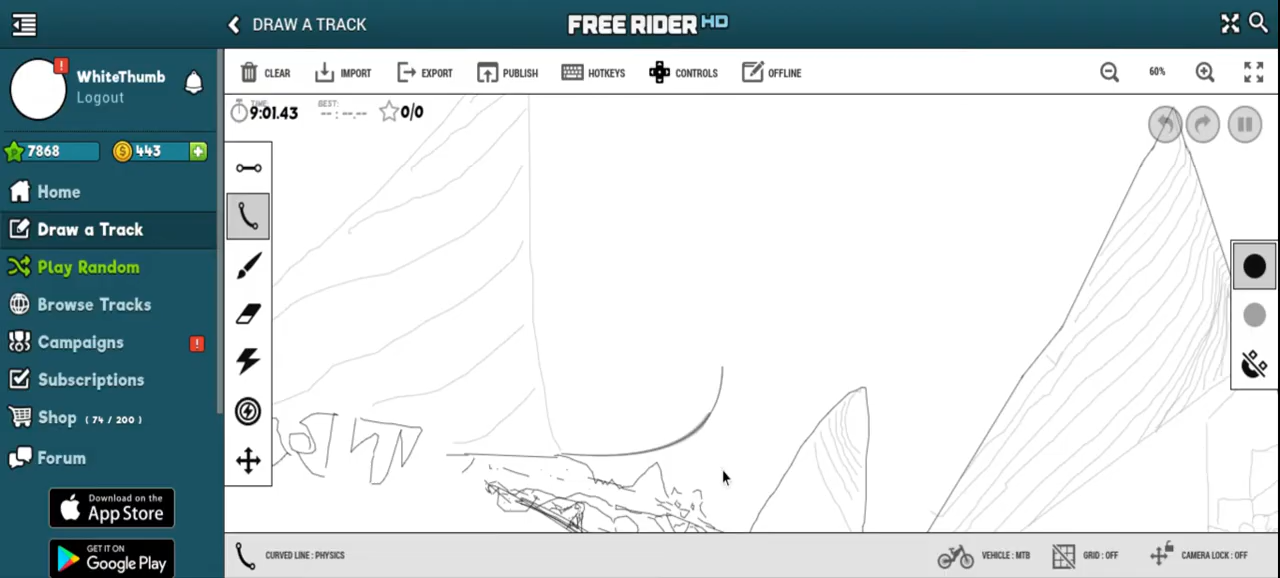 DRAW A TRACK
FREE RIDER HD
WhiteThumb
Logout
7868
443
Home
Draw a Track
Play Random
Browse Tracks
Campaigns
Subscriptions
Shop ( 74 / 200 )
Forum
Download on the
App Store
GET IT ON
Google Play
CLEAR
IMPORT
EXPORT
PUBLISH
HOTKEYS
CONTROLS
OFFLINE
60%
TIME:
9:01.43
BEST:
-- : --.--
0/0
CURVED LINE : PHYSICS
VEHICLE : MTB
GRID : OFF
CAMERA LOCK : OFF